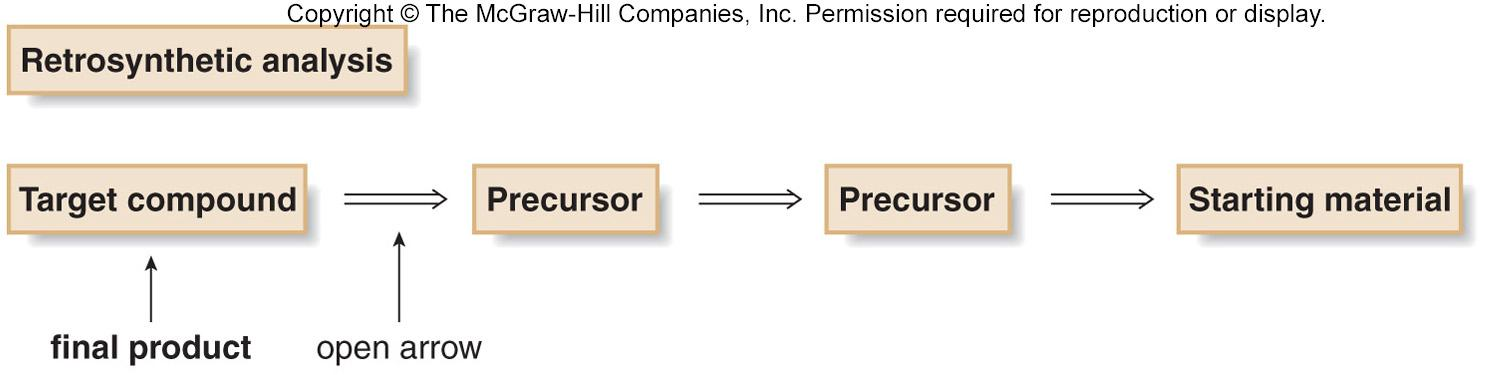 Copyright © The McGraw-Hill Companies, Inc. Permission required for reproduction or display.
Retrosynthetic analysis
Target compound
Precursor
Precursor
Starting material
final product
open arrow